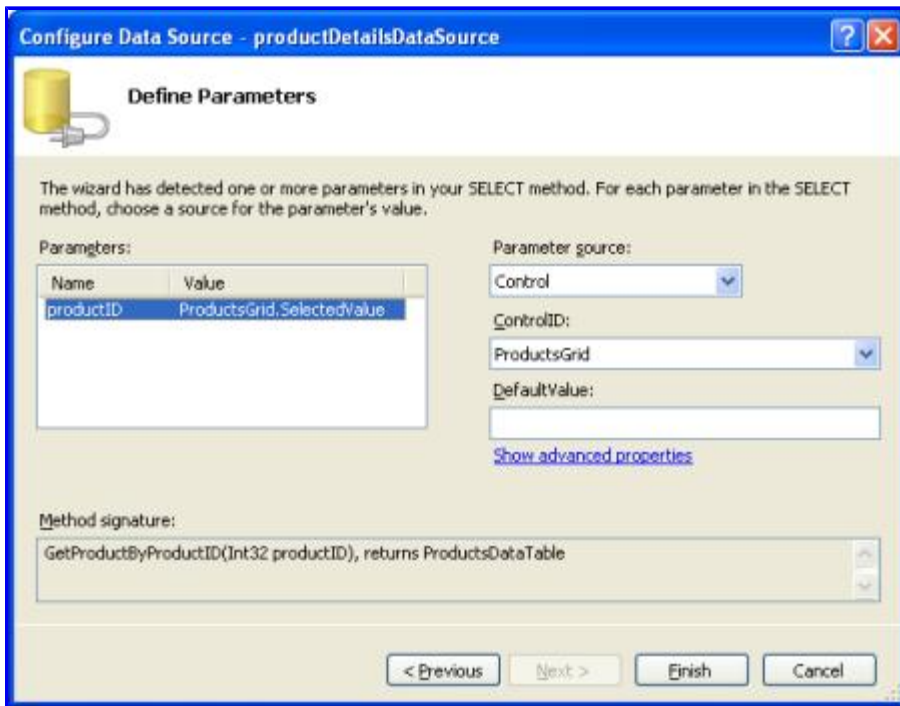 Configure Data Source - productDetailsDataSource
Define Parameters
The wizard has detected one or more parameters in your SELECT method. For each parameter in the SELECT
method, choose a source for the parameter's value.
Parameters:
Name Value
productID ProductsGrid.SelectedValue
Parameter source:
Control
ControlID:
ProductsGrid
DefaultValue:
Show advanced properties
Method signature:
GetProductByProductID(Int32 productID), returns ProductsDataTable
< Previous Next > Finish Cancel